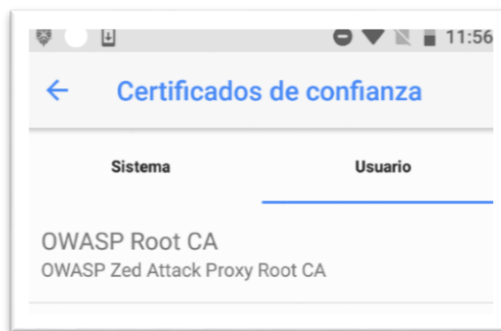 11:56
Certificados de confianza
Sistema Usuario
OWASP Root CA
OWASP Zed Attack Proxy Root CA